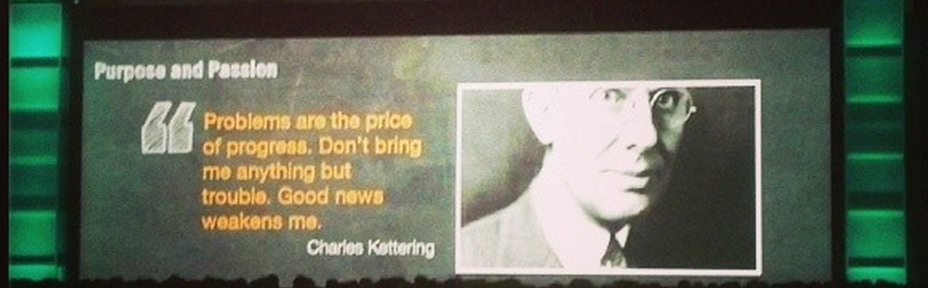 Purpose and Passion
“
Problems are the price
of progress. Don't bring
me anything but
trouble. Good news
weakens me.
Charles Kettering